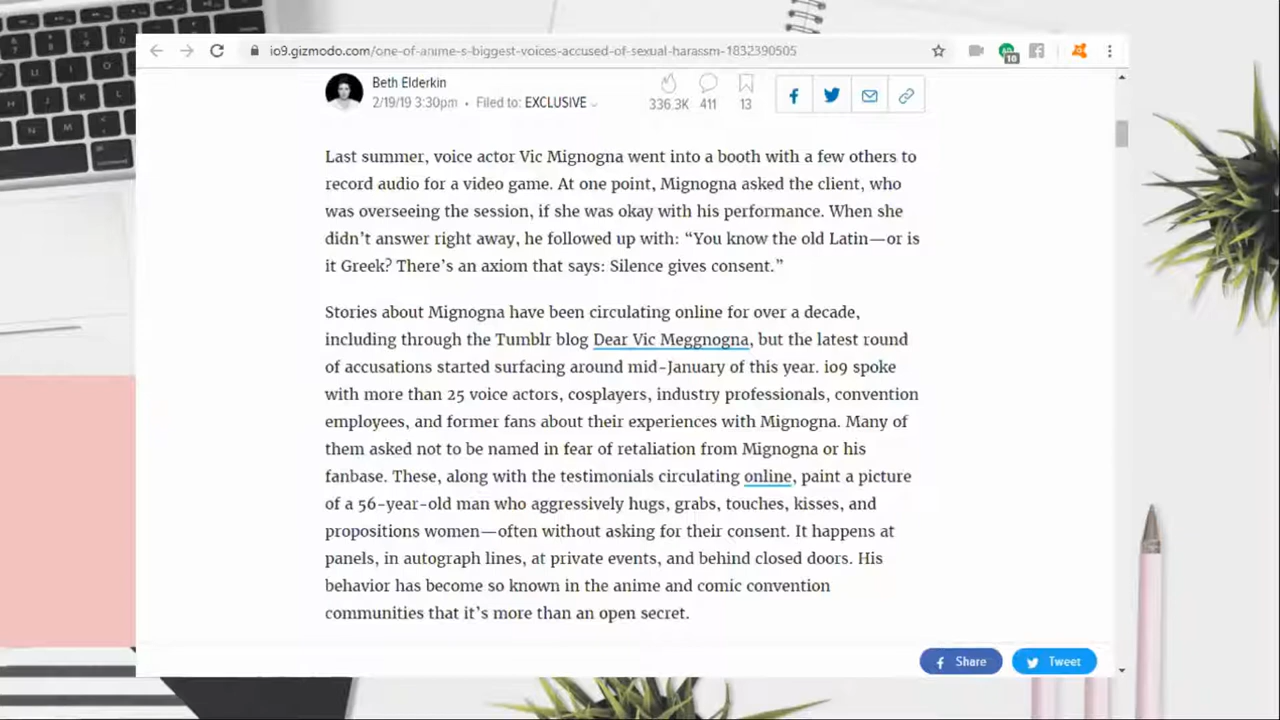 io9.gizmodo.com/one-of-anime-s-biggest-voices-accused-of-sexual-harassm-1832390505
10
Beth Elderkin
2/19/19 3:30pm • Filed to: EXCLUSIVE
336.3K 411 13
Last summer, voice actor Vic Mignogna went into a booth with a few others to
record audio for a video game. At one point, Mignogna asked the client, who
was overseeing the session, if she was okay with his performance. When she
didn’t answer right away, he followed up with: “You know the old Latin—or is
it Greek? There’s an axiom that says: Silence gives consent.”
Stories about Mignogna have been circulating online for over a decade,
including through the Tumblr blog Dear Vic Meggnogna, but the latest round
of accusations started surfacing around mid-January of this year. io9 spoke
with more than 25 voice actors, cosplayers, industry professionals, convention
employees, and former fans about their experiences with Mignogna. Many of
them asked not to be named in fear of retaliation from Mignogna or his
fanbase. These, along with the testimonials circulating online, paint a picture
of a 56-year-old man who aggressively hugs, grabs, touches, kisses, and
propositions women—often without asking for their consent. It happens at
panels, in autograph lines, at private events, and behind closed doors. His
behavior has become so known in the anime and comic convention
communities that it’s more than an open secret.
Share Tweet